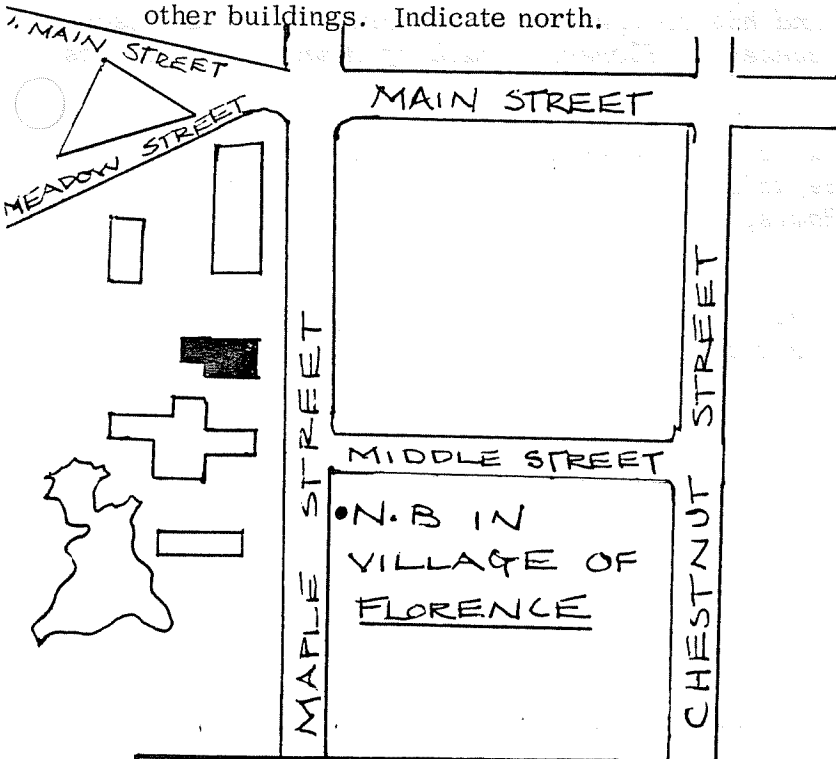 other buildings. Indicate north.
. MAIN STREET
MAIN STREET
MEADOW STREET
MAPLE STREET
CHESTNUT STREET
MIDDLE STREET
•N.B IN
VILLAGE OF
FLORENCE